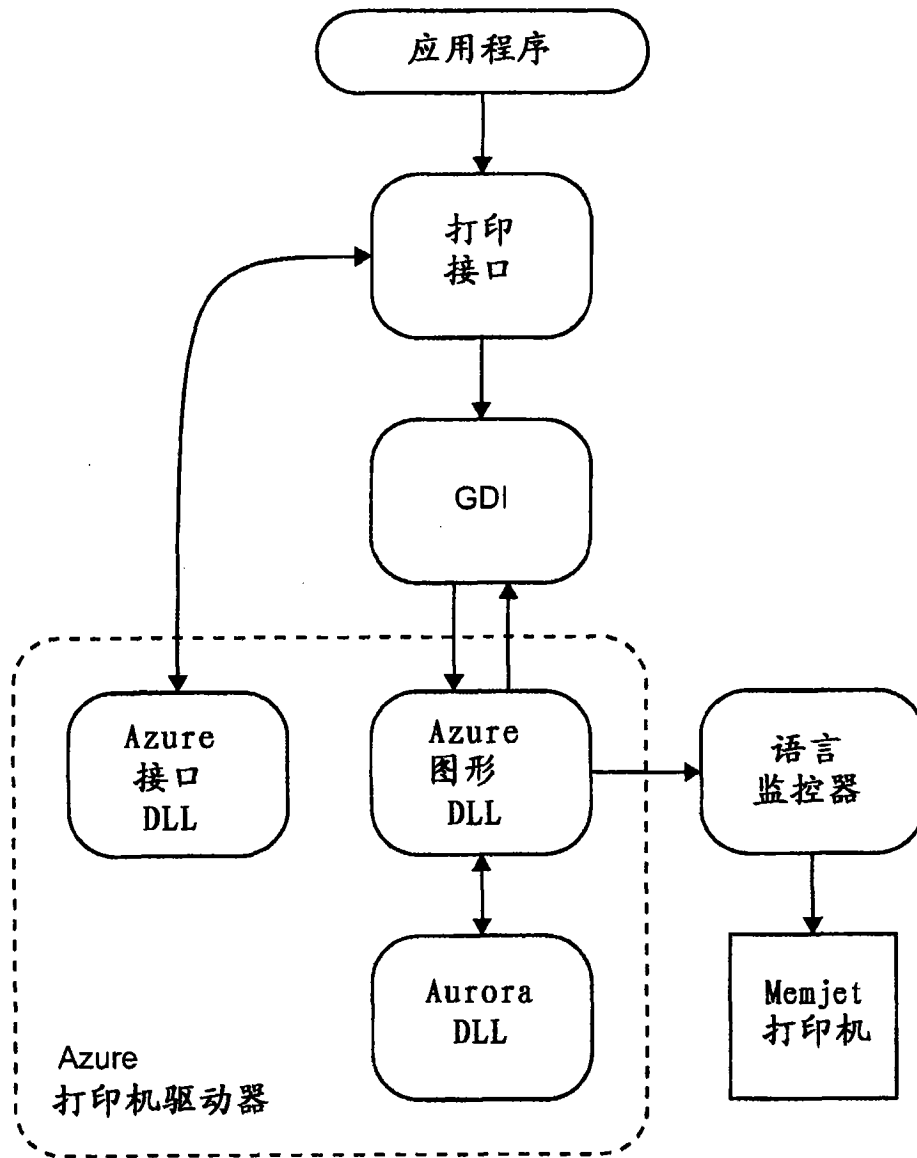 应用程序
打印
接口
GDI
Azure
接口
DLL
Azure
图形
DLL
语言
监控器
Aurora
DLL
Memjet
打印机
Azure
打印机驱动器